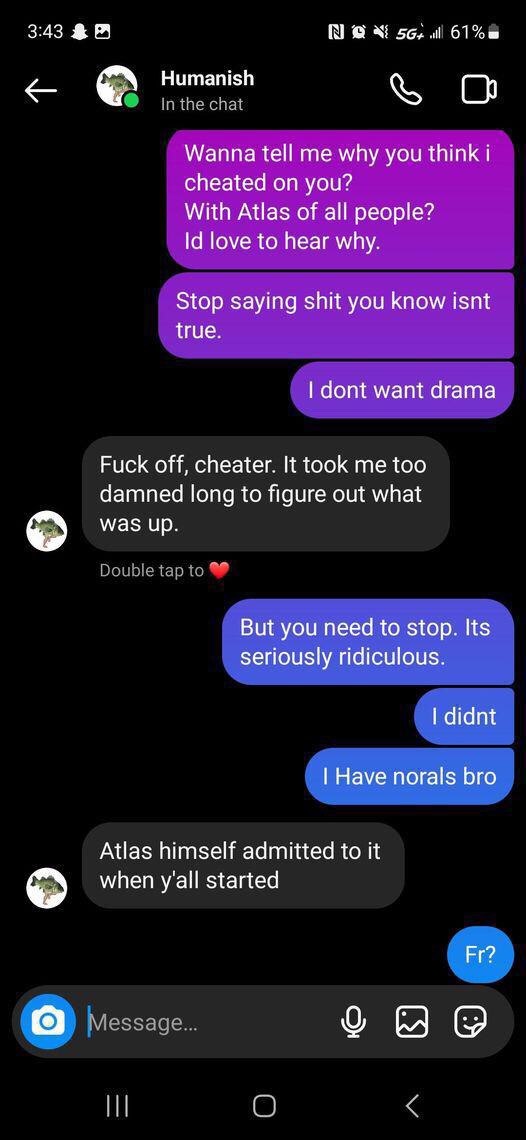 3:43 5G+ 61%
Humanish
In the chat
Wanna tell me why you think i
cheated on you?
With Atlas of all people?
Id love to hear why.
Stop saying shit you know isnt
true.
I dont want drama
Fuck off, cheater. It took me too
damned long to figure out what
was up.
Double tap to ❤️
But you need to stop. Its
seriously ridiculous.
I didnt
I Have norals bro
Atlas himself admitted to it
when y'all started
Fr?
Message...